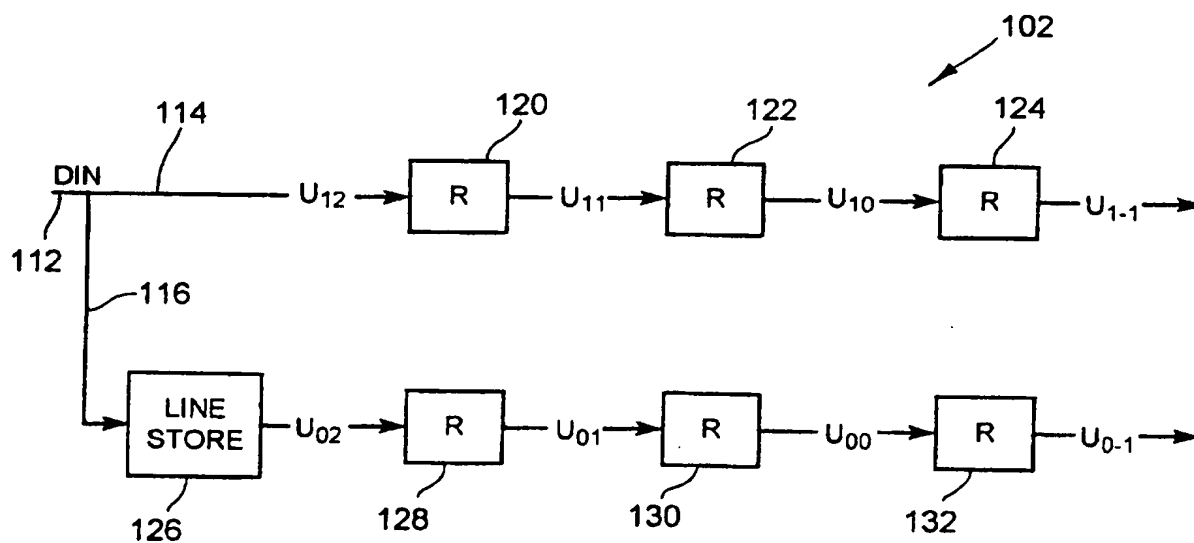 102
114
120
122
124
DIN
U12
R
U11
R
U10
R
U1-1
112
116
LINE
STORE
U02
R
U01
R
U00
R
U0-1
126
128
130
132